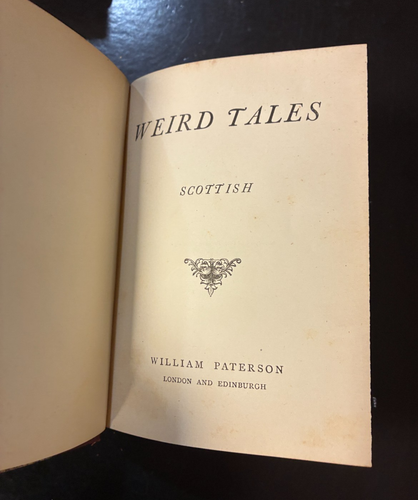 WEIRD TALES
SCOTTISH
WILLIAM PATERSON
LONDON AND EDINBURGH